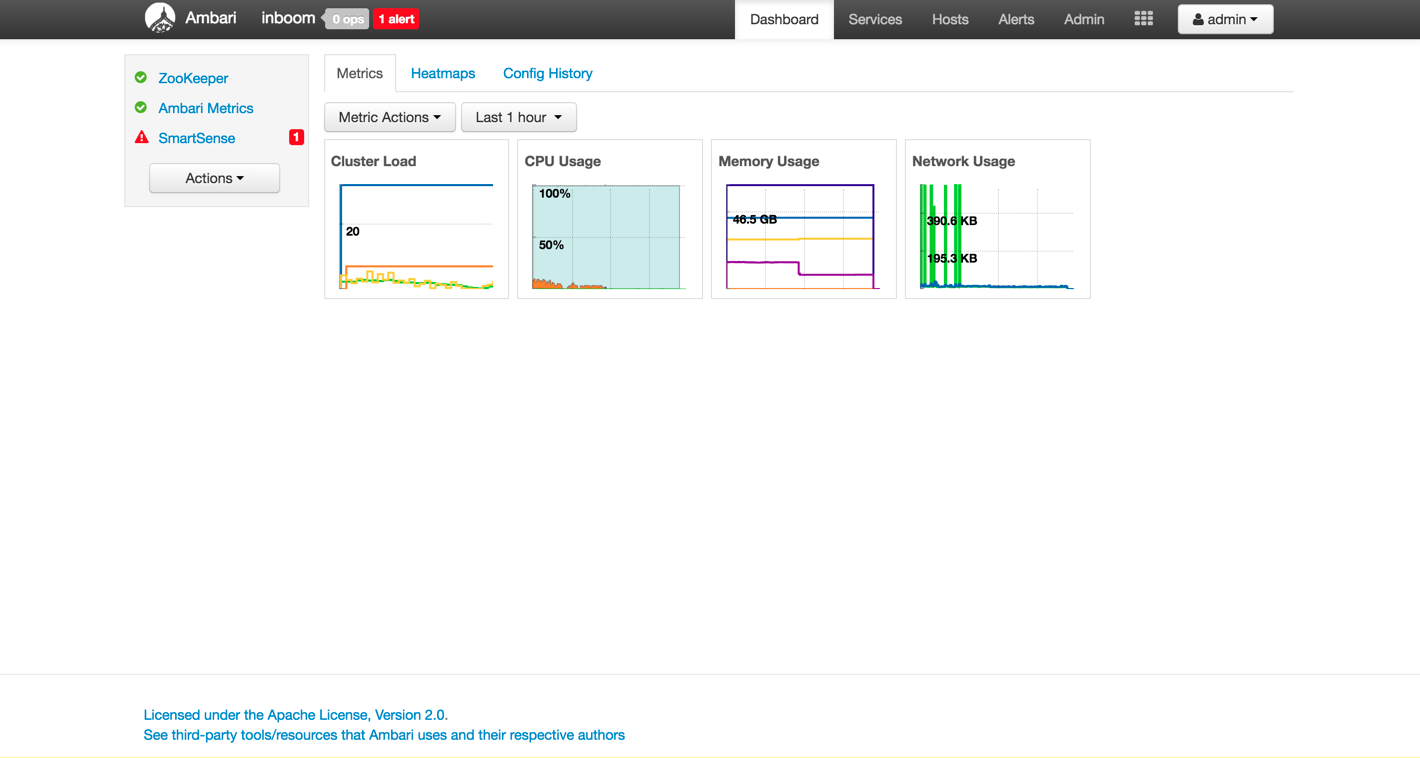 Ambari inboom 0 ops 1 alert Dashboard Services Hosts Alerts Admin admin
ZooKeeper
Ambari Metrics
SmartSense 1
Actions
Metrics Heatmaps Config History
Metric Actions Last 1 hour
Cluster Load
20
CPU Usage
100%
50%
Memory Usage
46.5 GB
Network Usage
390.6 KB
195.3 KB
Licensed under the Apache License, Version 2.0.
See third-party tools/resources that Ambari uses and their respective authors